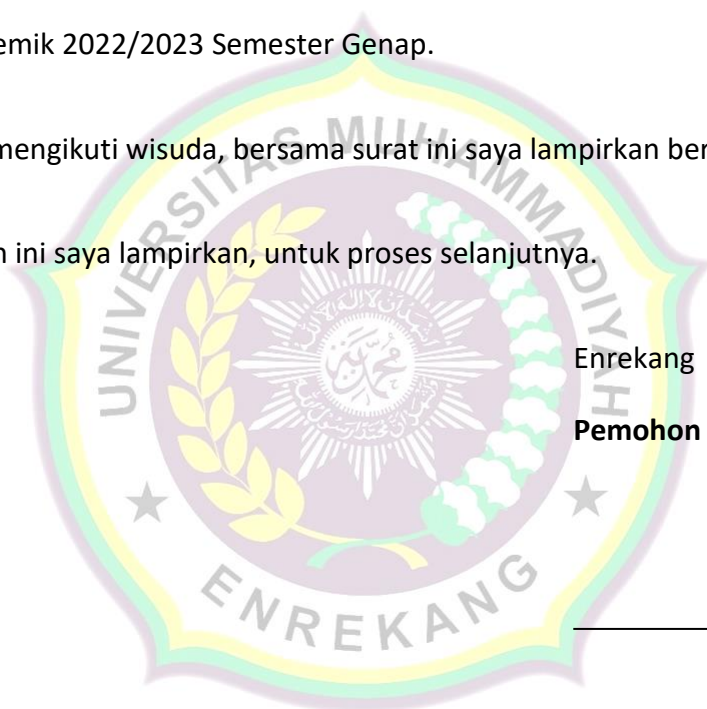 emik 2022/2023 Semester Genap.
mengikuti wisuda, bersama surat ini saya lampirkan ber
n ini saya lampirkan, untuk proses selanjutnya.
Enrekang
Pemohon
UNIVERSITAS MUHAMMADIYAH
ENREKANG